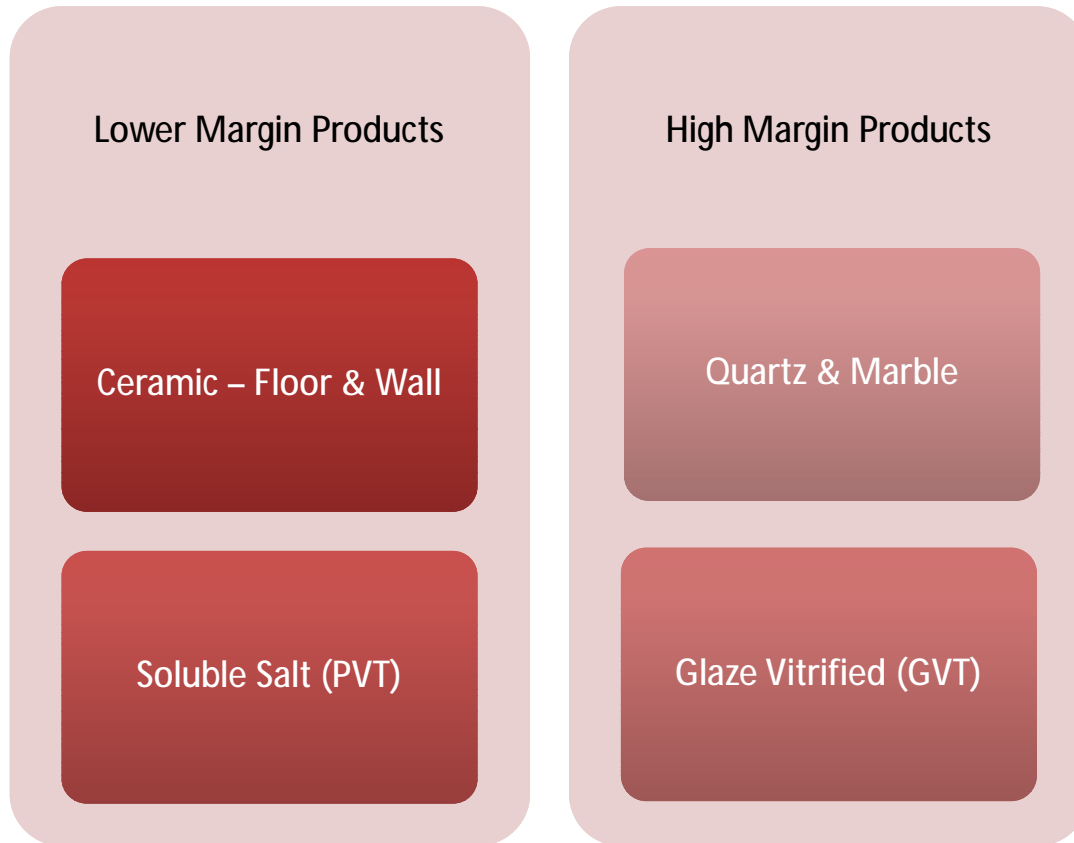 Lower Margin Products
Ceramic – Floor & Wall
Soluble Salt (PVT)
High Margin Products
Quartz & Marble
Glaze Vitrified (GVT)